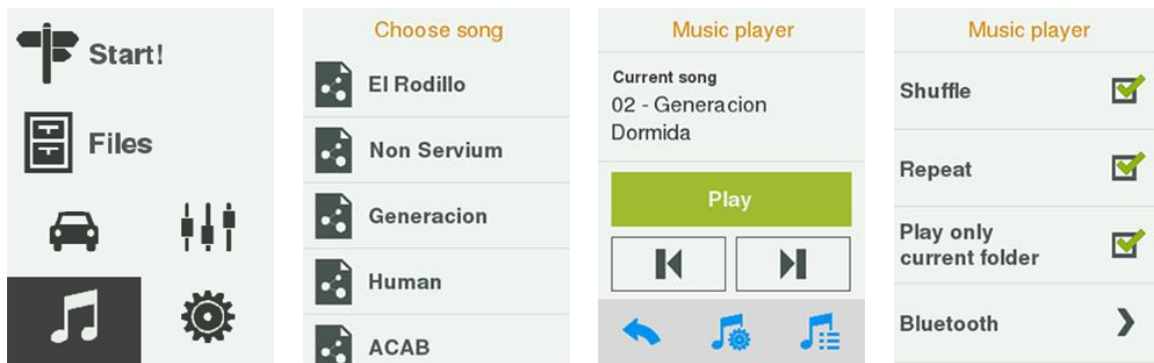 Start!
Files
Choose song
El Rodillo
Non Servium
Generacion
Human
ACAB
Music player
Current song
02 - Generacion
Dormida
Play
Music player
Shuffle
Repeat
Play only
current folder
Bluetooth